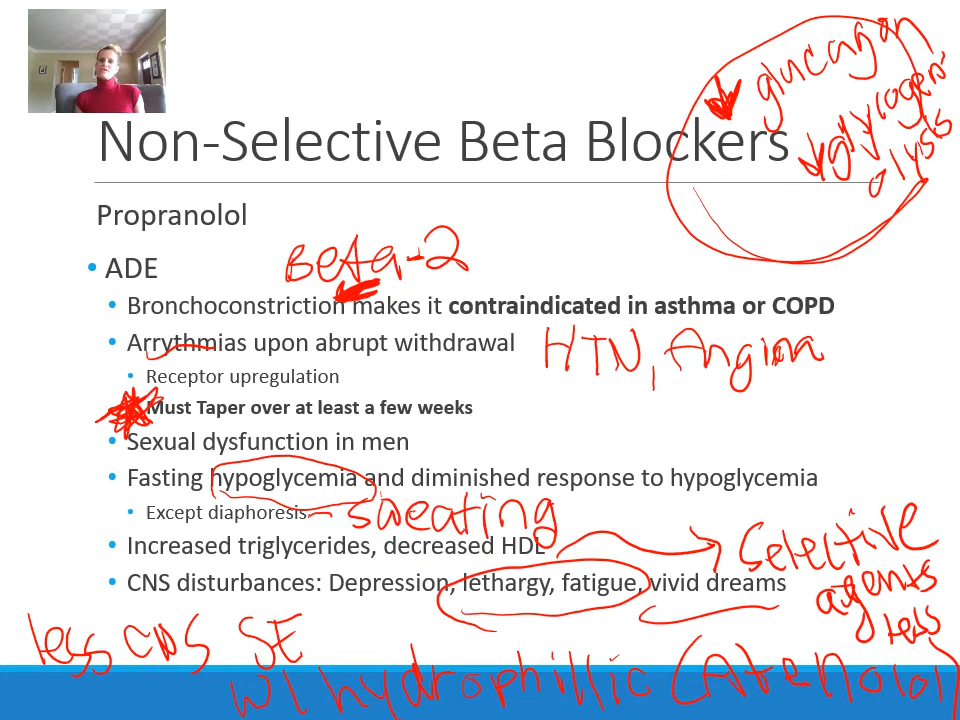 ↓ glucagon
↓ glycogen-
olysis
Non-Selective Beta Blockers
Propranolol
• ADE
Beta-2
• Bronchoconstriction makes it contraindicated in asthma or COPD
• Arrythmias upon abrupt withdrawal
HTN, Angina
• Receptor upregulation
Must Taper over at least a few weeks
• Sexual dysfunction in men
• Fasting hypoglycemia and diminished response to hypoglycemia
• Except diaphoresis
- sweating
• Increased triglycerides, decreased HDL
→ Selective
agents
less
• CNS disturbances: Depression, lethargy, fatigue, vivid dreams
less CNS SE
w/ hydrophillic (Atenolol)